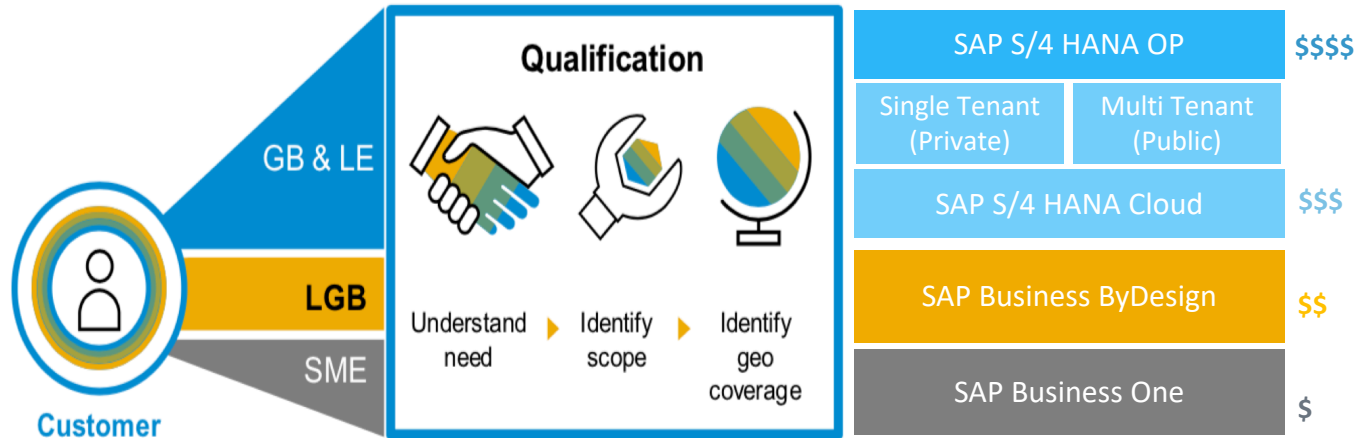 Customer
GB & LE
LGB
SME
Qualification
Understand
need
Identify
scope
Identify
geo
coverage
SAP S/4 HANA OP
$$$$
Single Tenant
(Private)
Multi Tenant
(Public)
SAP S/4 HANA Cloud
$$$
SAP Business ByDesign
$$
SAP Business One
$